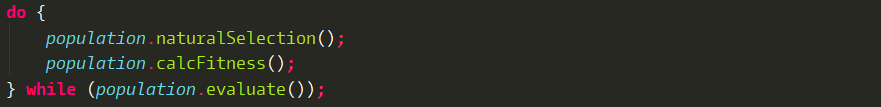 do {
    population.naturalSelection();
    population.calcFitness();
} while (population.evaluate());